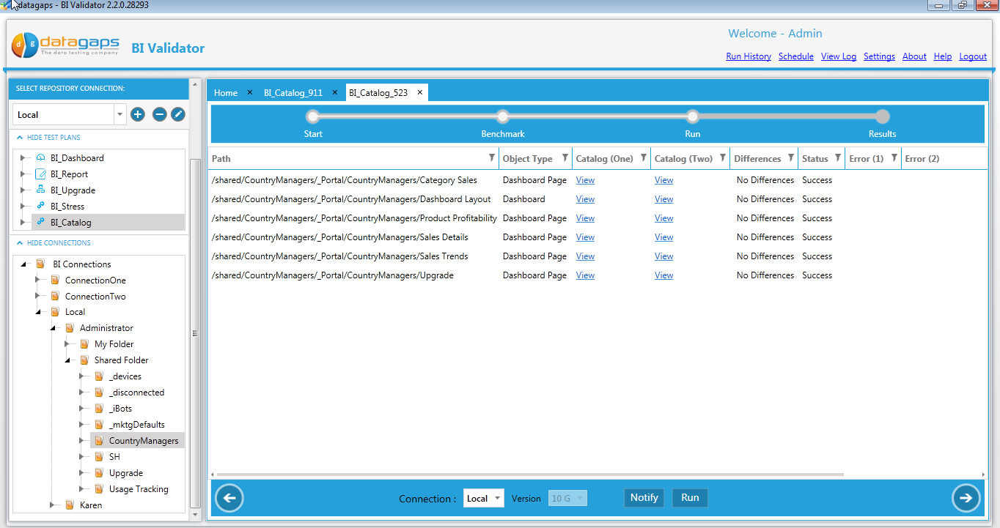 datagaps - BI Validator 2.2.0.28293
dg datagaps
The data testing company
BI Validator
Welcome - Admin
Run History Schedule View Log Settings About Help Logout
SELECT REPOSITORY CONNECTION:
Local
HIDE TEST PLANS
BI_Dashboard
BI_Report
BI_Upgrade
BI_Stress
BI_Catalog
HIDE CONNECTIONS
BI Connections
ConnectionOne
ConnectionTwo
Local
Administrator
My Folder
Shared Folder
_devices
_disconnected
_iBots
_mktgDefaults
CountryManagers
SH
Upgrade
Usage Tracking
Karen
Home × BI_Catalog_911 × BI_Catalog_523 ×
Start Benchmark Run Results
Path Object Type Catalog (One) Catalog (Two) Differences Status Error (1) Error (2)
/shared/CountryManagers/_Portal/CountryManagers/Category Sales Dashboard Page View View No Differences Success
/shared/CountryManagers/_Portal/CountryManagers/Dashboard Layout Dashboard View View No Differences Success
/shared/CountryManagers/_Portal/CountryManagers/Product Profitability Dashboard Page View View No Differences Success
/shared/CountryManagers/_Portal/CountryManagers/Sales Details Dashboard Page View View No Differences Success
/shared/CountryManagers/_Portal/CountryManagers/Sales Trends Dashboard Page View View No Differences Success
/shared/CountryManagers/_Portal/CountryManagers/Upgrade Dashboard Page View View No Differences Success
Connection : Local Version 10 G Notify Run